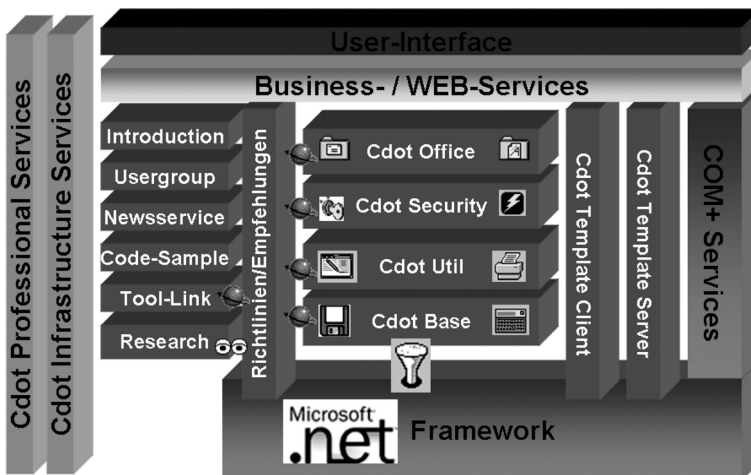 User-Interface
Business- / WEB-Services
Cdot Professional Services
Cdot Infrastructure Services
Introduction
Usergroup
Newsservice
Code-Sample
Tool-Link
Research
Richtlinien/Empfehlungen
Cdot Office
Cdot Security
Cdot Util
Cdot Base
Cdot Template Client
Cdot Template Server
COM+ Services
Microsoft
.net
Framework